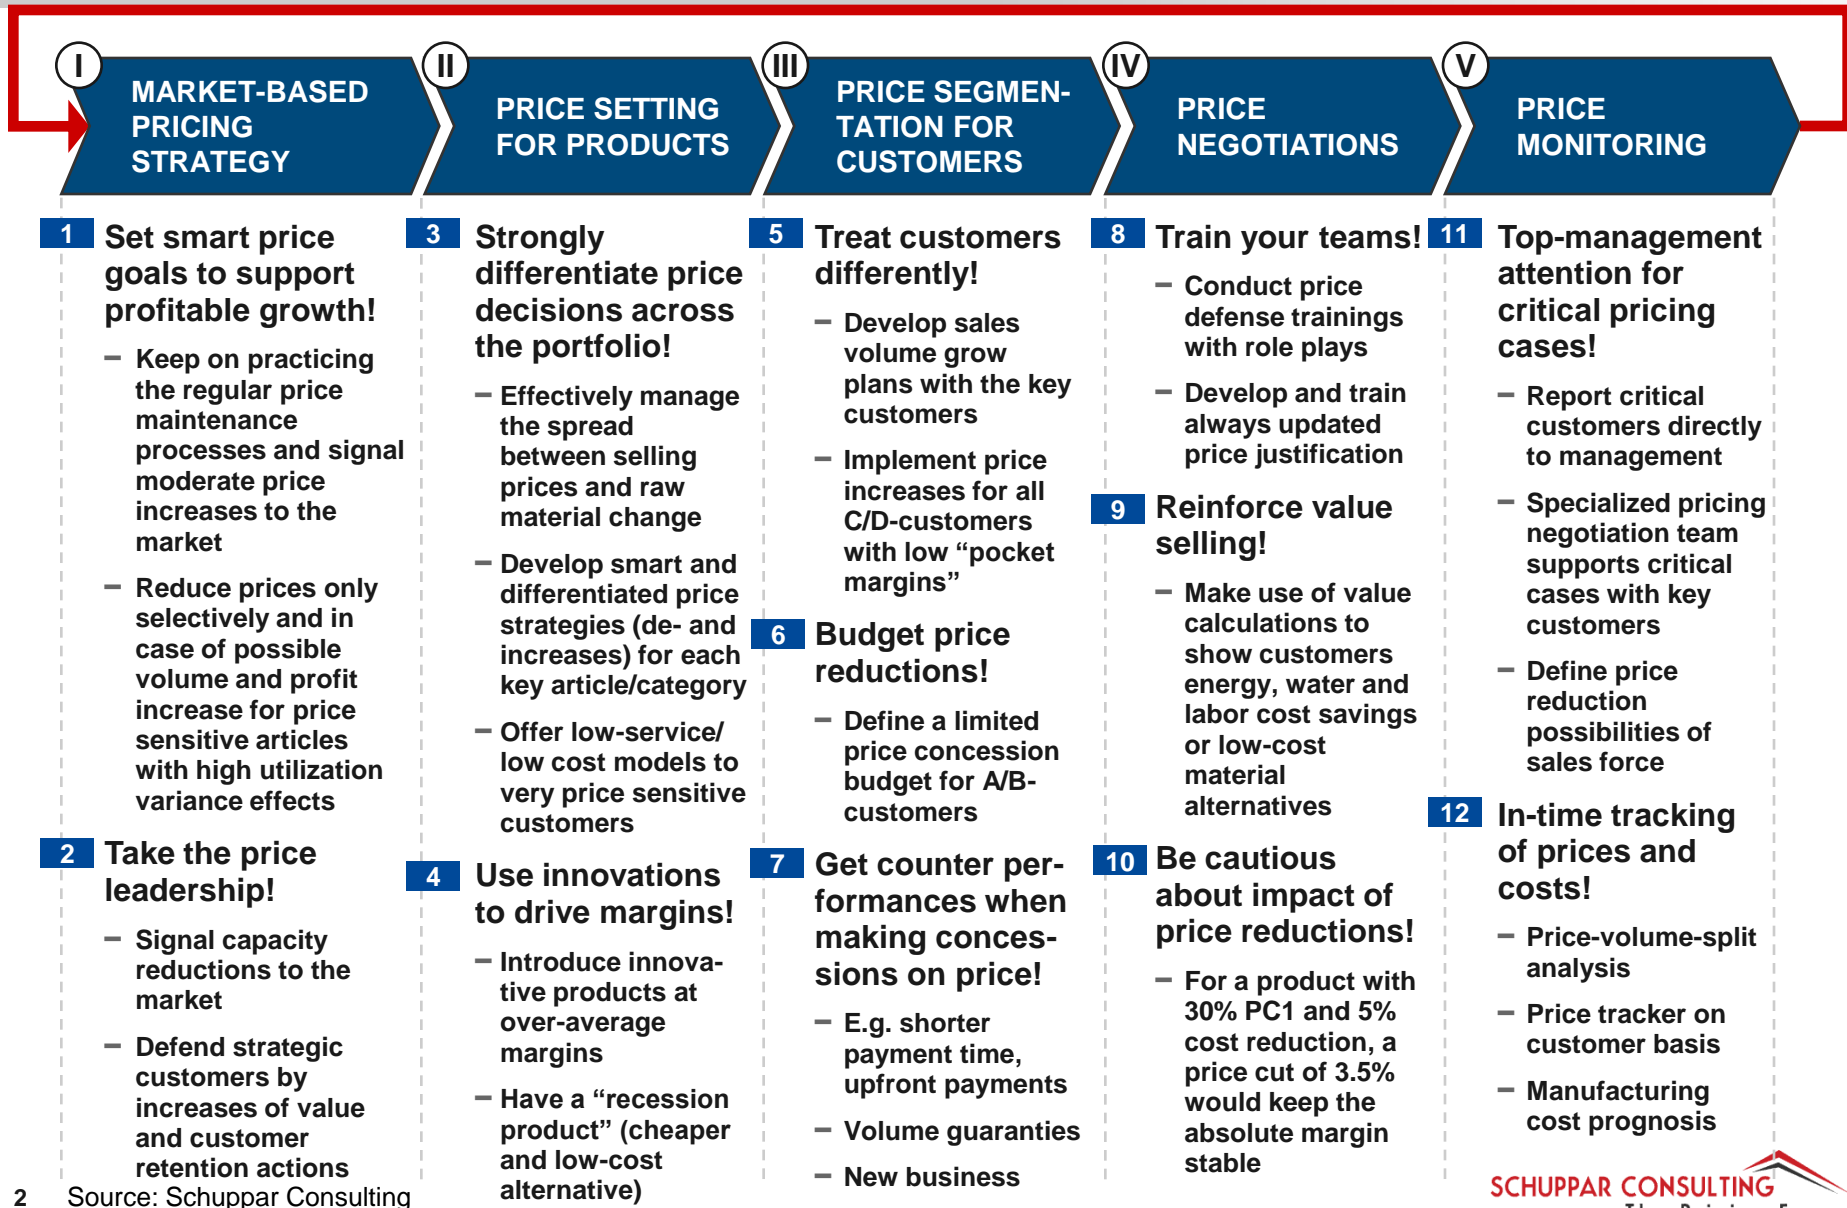 I
MARKET-BASED
PRICING
STRATEGY
II
PRICE SETTING
FOR PRODUCTS
III
PRICE SEGMEN-
TATION FOR
CUSTOMERS
IV
PRICE
NEGOTIATIONS
V
PRICE
MONITORING
1 Set smart price
goals to support
profitable growth!
– Keep on practicing
the regular price
maintenance
processes and signal
moderate price
increases to the
market
– Reduce prices only
selectively and in
case of possible
volume and profit
increase for price
sensitive articles
with high utilization
variance effects
2 Take the price
leadership!
– Signal capacity
reductions to the
market
– Defend strategic
customers by
increases of value
and customer
retention actions
3 Strongly
differentiate price
decisions across
the portfolio!
– Effectively manage
the spread
between selling
prices and raw
material change
– Develop smart and
differentiated price
strategies (de- and
increases) for each
key article/category
– Offer low-service/
low cost models to
very price sensitive
customers
4 Use innovations
to drive margins!
– Introduce innova-
tive products at
over-average
margins
– Have a “recession
product” (cheaper
and low-cost
alternative)
5 Treat customers
differently!
– Develop sales
volume grow
plans with the key
customers
– Implement price
increases for all
C/D-customers
with low “pocket
margins”
6 Budget price
reductions!
– Define a limited
price concession
budget for A/B-
customers
7 Get counter per-
formances when
making conces-
sions on price!
– E.g. shorter
payment time,
upfront payments
– Volume guaranties
– New business
8 Train your teams!
– Conduct price
defense trainings
with role plays
– Develop and train
always updated
price justification
9 Reinforce value
selling!
– Make use of value
calculations to
show customers
energy, water and
labor cost savings
or low-cost
material
alternatives
10 Be cautious
about impact of
price reductions!
– For a product with
30% PC1 and 5%
cost reduction, a
price cut of 3.5%
would keep the
absolute margin
stable
11 Top-management
attention for
critical pricing
cases!
– Report critical
customers directly
to management
– Specialized pricing
negotiation team
supports critical
cases with key
customers
– Define price
reduction
possibilities of
sales force
12 In-time tracking
of prices and
costs!
– Price-volume-split
analysis
– Price tracker on
customer basis
– Manufacturing
cost prognosis
2 Source: Schuppar Consulting
SCHUPPAR CONSULTING